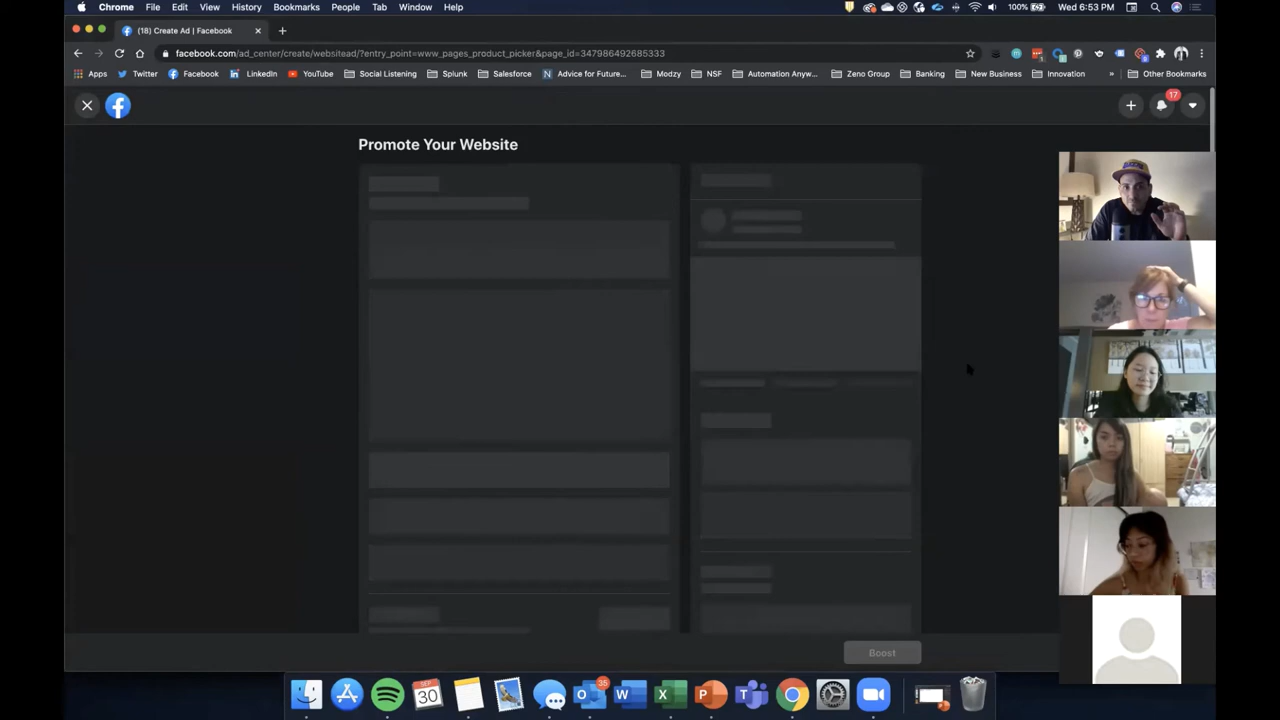 Chrome File Edit View History Bookmarks People Tab Window Help 100% Wed 6:53 PM
(18) Create Ad | Facebook
facebook.com/ad_center/create/websitead/?entry_point=www_pages_product_picker&page_id=347986492685333
Apps Twitter Facebook LinkedIn YouTube Social Listening Splunk Salesforce Advice for Future... Modzy NSF Automation Anyw... Zeno Group Banking New Business Innovation » Other Bookmarks
17
Promote Your Website
Boost
35
SEP
30